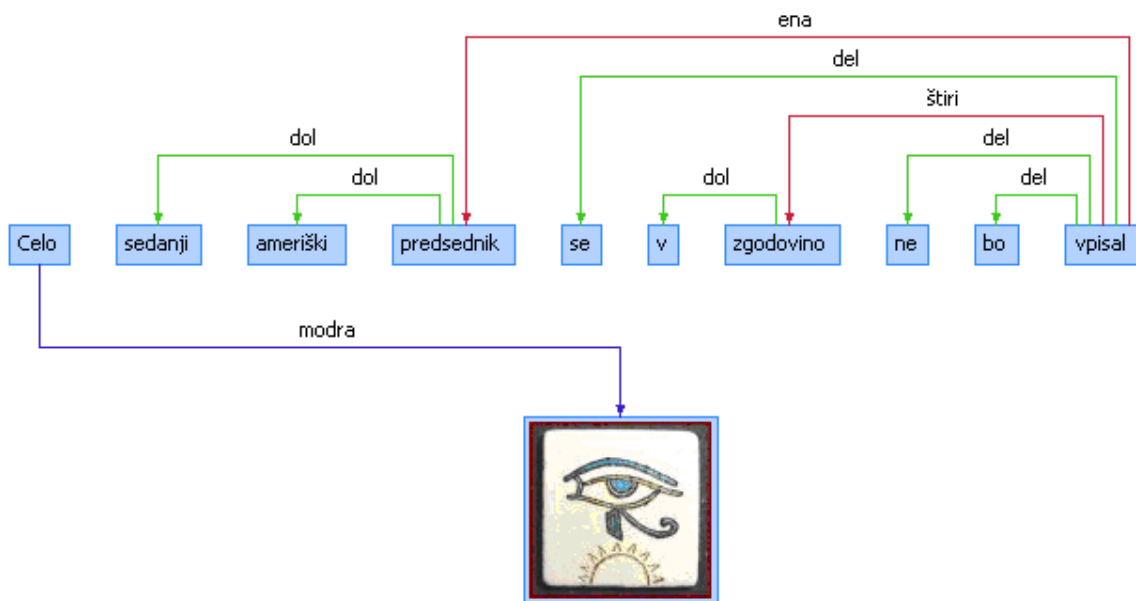 ena
del
štiri
dol del
dol dol del
Celo sedanji ameriški predsednik se v zgodovino ne bo vpisal
modra